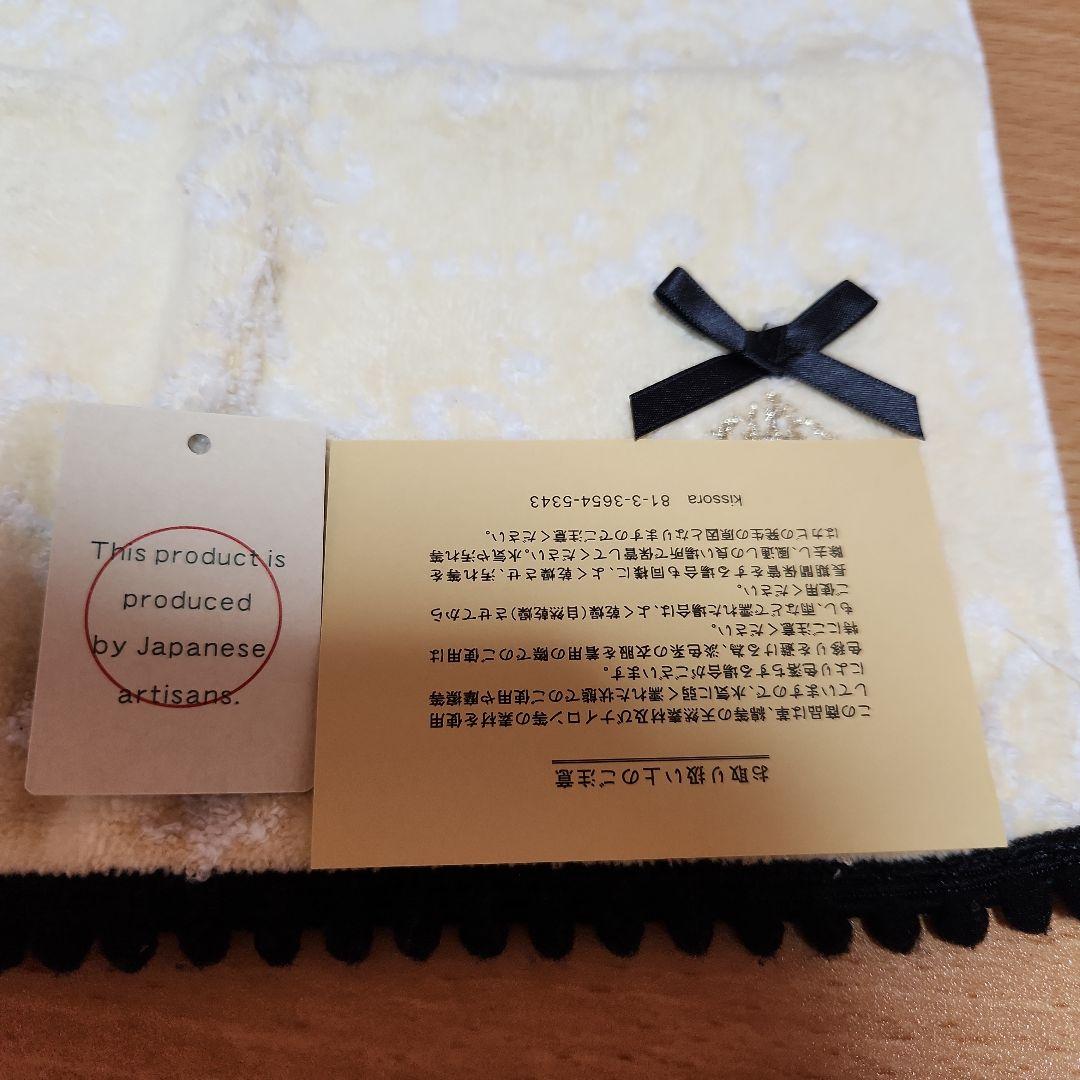 This product is
produced
by Japanese
artisans.
お取り扱い上のご注意
この商品は革、綿等の天然素材及びナイロン等の素材を使用
していますので、水気に弱く濡れた状態でのご使用や摩擦等
により色落ちする場合がございます。
色移りを避ける為、淡色系の衣服を着用の際のご使用は
特にご注意ください。
もし、雨などで濡れた場合は、よく乾燥(自然乾燥)させてから
ご使用ください。
長期間保管をする場合も同様に、よく乾燥させ、汚れ等を
除去し、風通しの良い場所で保管してください。水気や汚れ等
はカビの発生の原因となりますのでご注意ください。
kissora 81-3-3654-5343